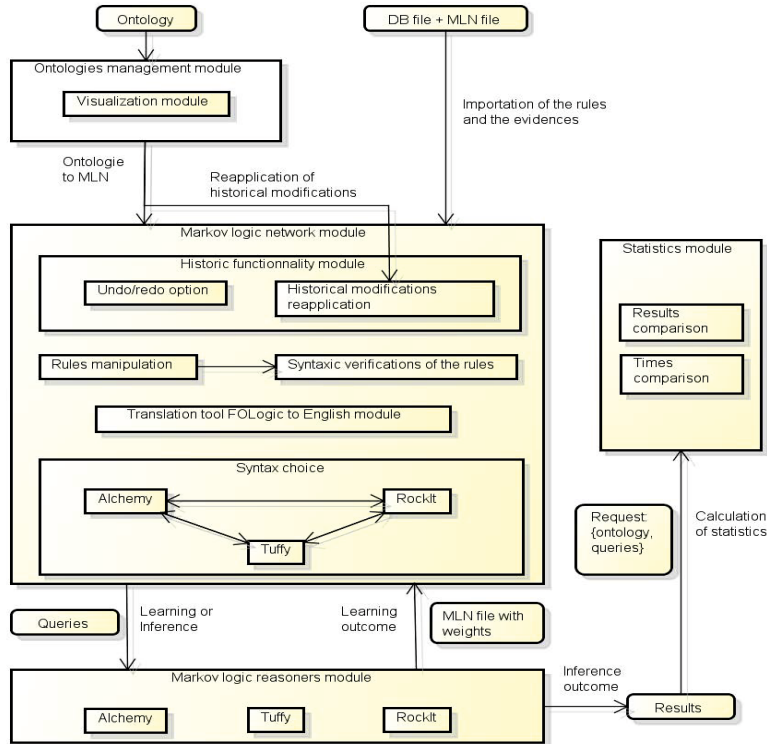 Ontology
DB file + MLN file
Ontologies management module
Visualization module
Importation of the rules
and the evidences
Ontologie
to MLN
Reapplication of
historical modifications
Markov logic network module
Historic functionnality module
Undo/redo option
Historical modifications
reapplication
Rules manipulation
Syntaxic verifications of the rules
Translation tool FOLogic to English module
Syntax choice
Alchemy
RockIt
Tuffy
Statistics module
Results
comparison
Times
comparison
Request:
{ontology,
queries}
Calculation
of statistics
Queries
Learning or
Inference
Learning
outcome
MLN file with
weights
Markov logic reasoners module
Alchemy
Tuffy
RockIt
Inference
outcome
Results